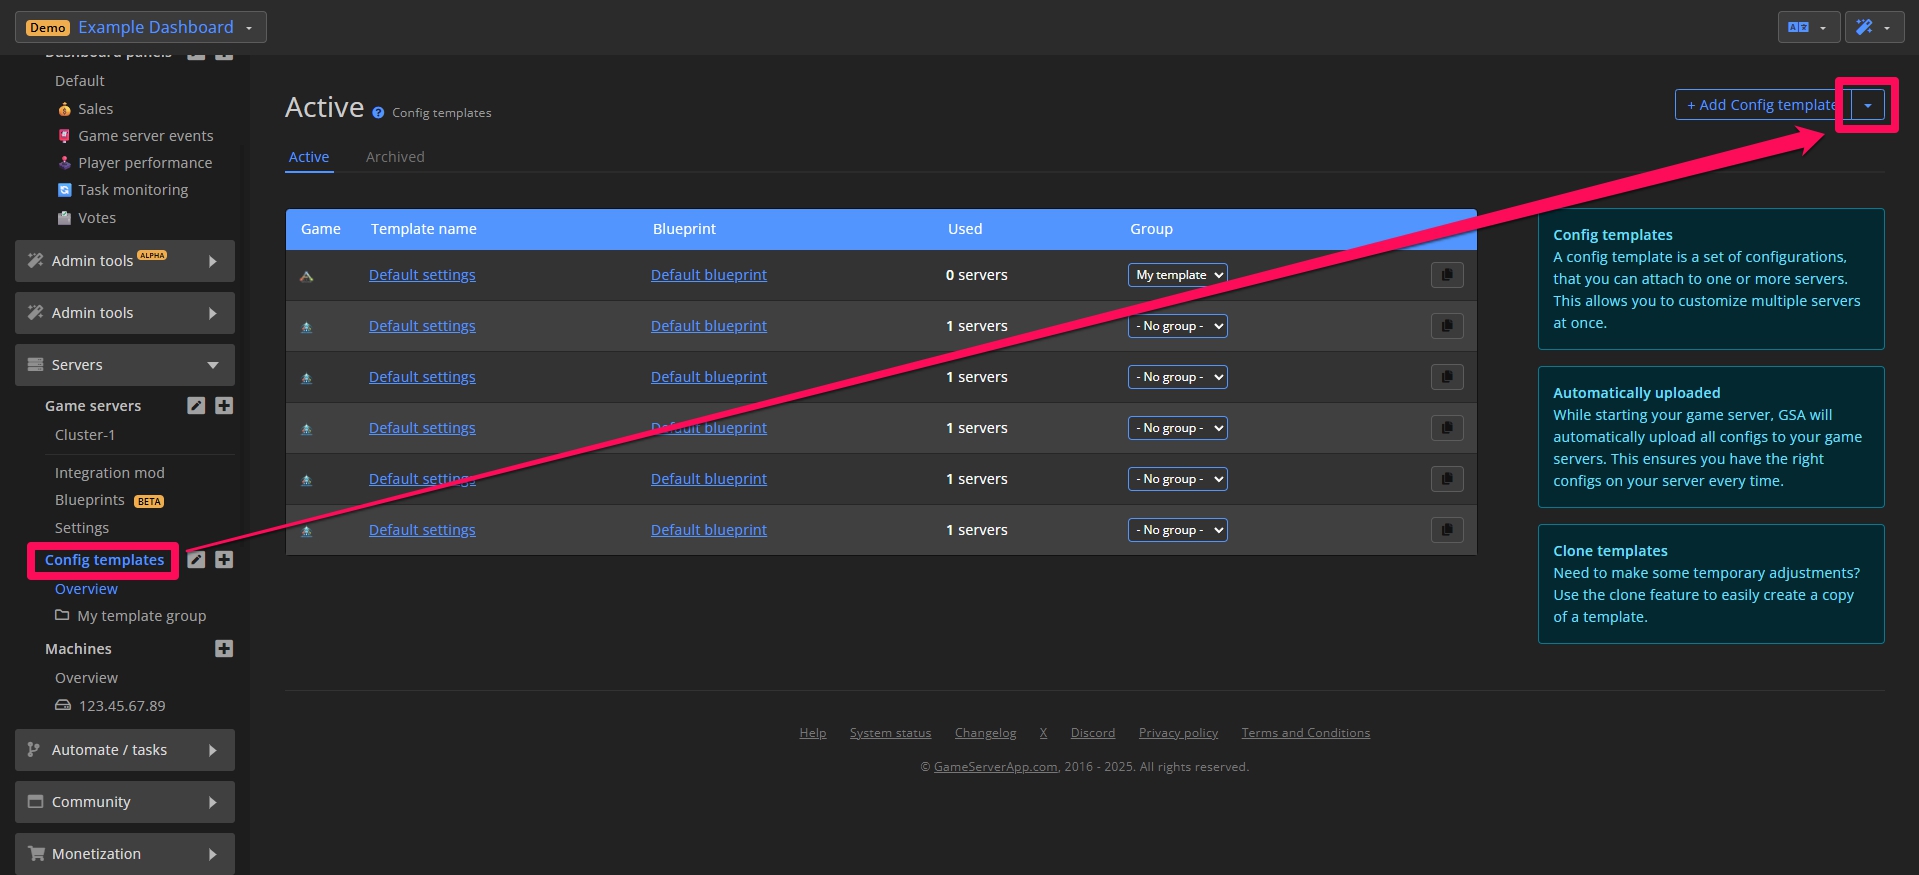 Demo Example Dashboard
Dashboard panels
Default
Sales
Game server events
Player performance
Task monitoring
Votes
Admin tools ALPHA
Admin tools
Servers
Game servers
Cluster-1
Integration mod
Blueprints BETA
Settings
Config templates
Overview
My template group
Machines
Overview
123.45.67.89
Automate / tasks
Community
Monetization
Active ? Config templates
+ Add Config template
Active Archived
Game Template name Blueprint Used Group
Default settings Default blueprint 0 servers My template
Default settings Default blueprint 1 servers - No group -
Default settings Default blueprint 1 servers - No group -
Default settings Default blueprint 1 servers - No group -
Default settings Default blueprint 1 servers - No group -
Default settings Default blueprint 1 servers - No group -
Config templates
A config template is a set of configurations,
that you can attach to one or more servers.
This allows you to customize multiple servers
at once.
Automatically uploaded
While starting your game server, GSA will
automatically upload all configs to your game
servers. This ensures you have the right
configs on your server every time.
Clone templates
Need to make some temporary adjustments?
Use the clone feature to easily create a copy
of a template.
Help System status Changelog X Discord Privacy policy Terms and Conditions
© GameServerApp.com, 2016 - 2025. All rights reserved.